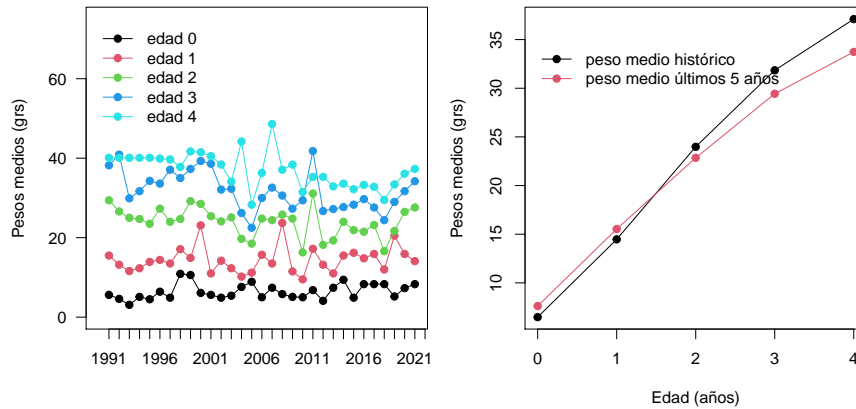 Pesos medios (grs)
60
40
20
0
edad 0
edad 1
edad 2
edad 3
edad 4
1991 1996 2001 2006 2011 2016 2021
Pesos medios (grs)
35
30
25
20
15
10
peso medio histórico
peso medio últimos 5 años
0 1 2 3 4
Edad (años)